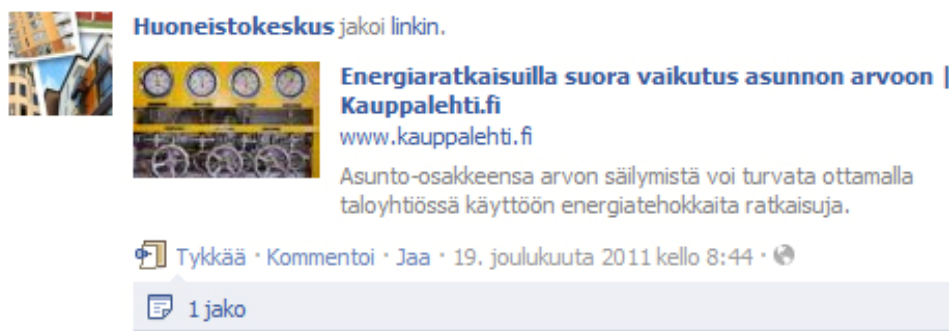 Huoneistokeskus jakoi linkin.
Energiaratkaisuilla suora vaikutus asunnon arvoon |
Kauppalehti.fi
www.kauppalehti.fi
Asunto-osakkeensa arvon säilymistä voi turvata ottamalla
taloyhtiössä käyttöön energiatehokkaita ratkaisuja.
Tykkää · Kommentoi · Jaa · 19. joulukuuta 2011 kello 8:44 ·
1 jako